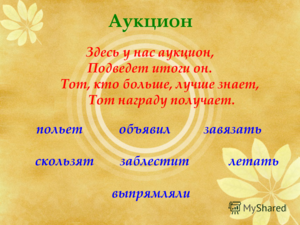 Аукцион
Здесь у нас аукцион,
Подведет итоги он.
Тот, кто больше, лучше знает,
Тот награду получает.
польет объявил завязать
скользят заблестит летать
выпрямляли
MyShared